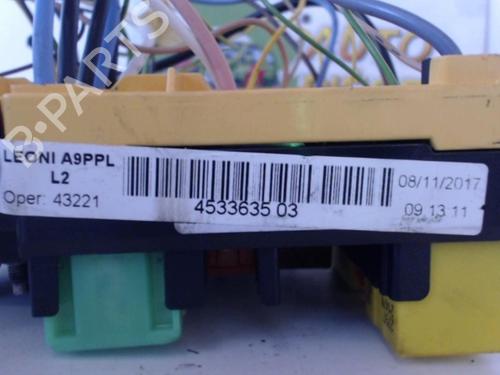 LEONI A9PPL
L2
Oper: 43221
4533635 03
08/11/2017
09 13 11
B-PARTS